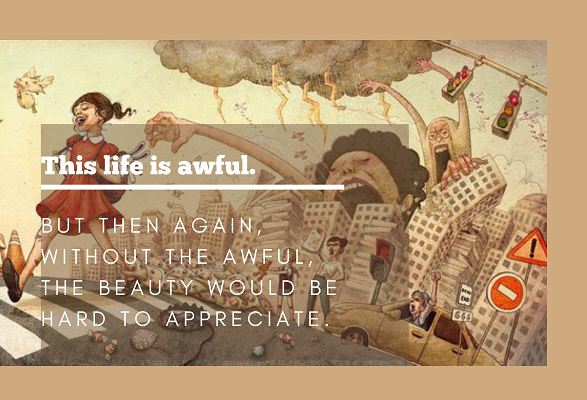 This life is awful.
BUT THEN AGAIN,
WITHOUT THE AWFUL,
THE BEAUTY WOULD BE
HARD TO APPRECIATE.